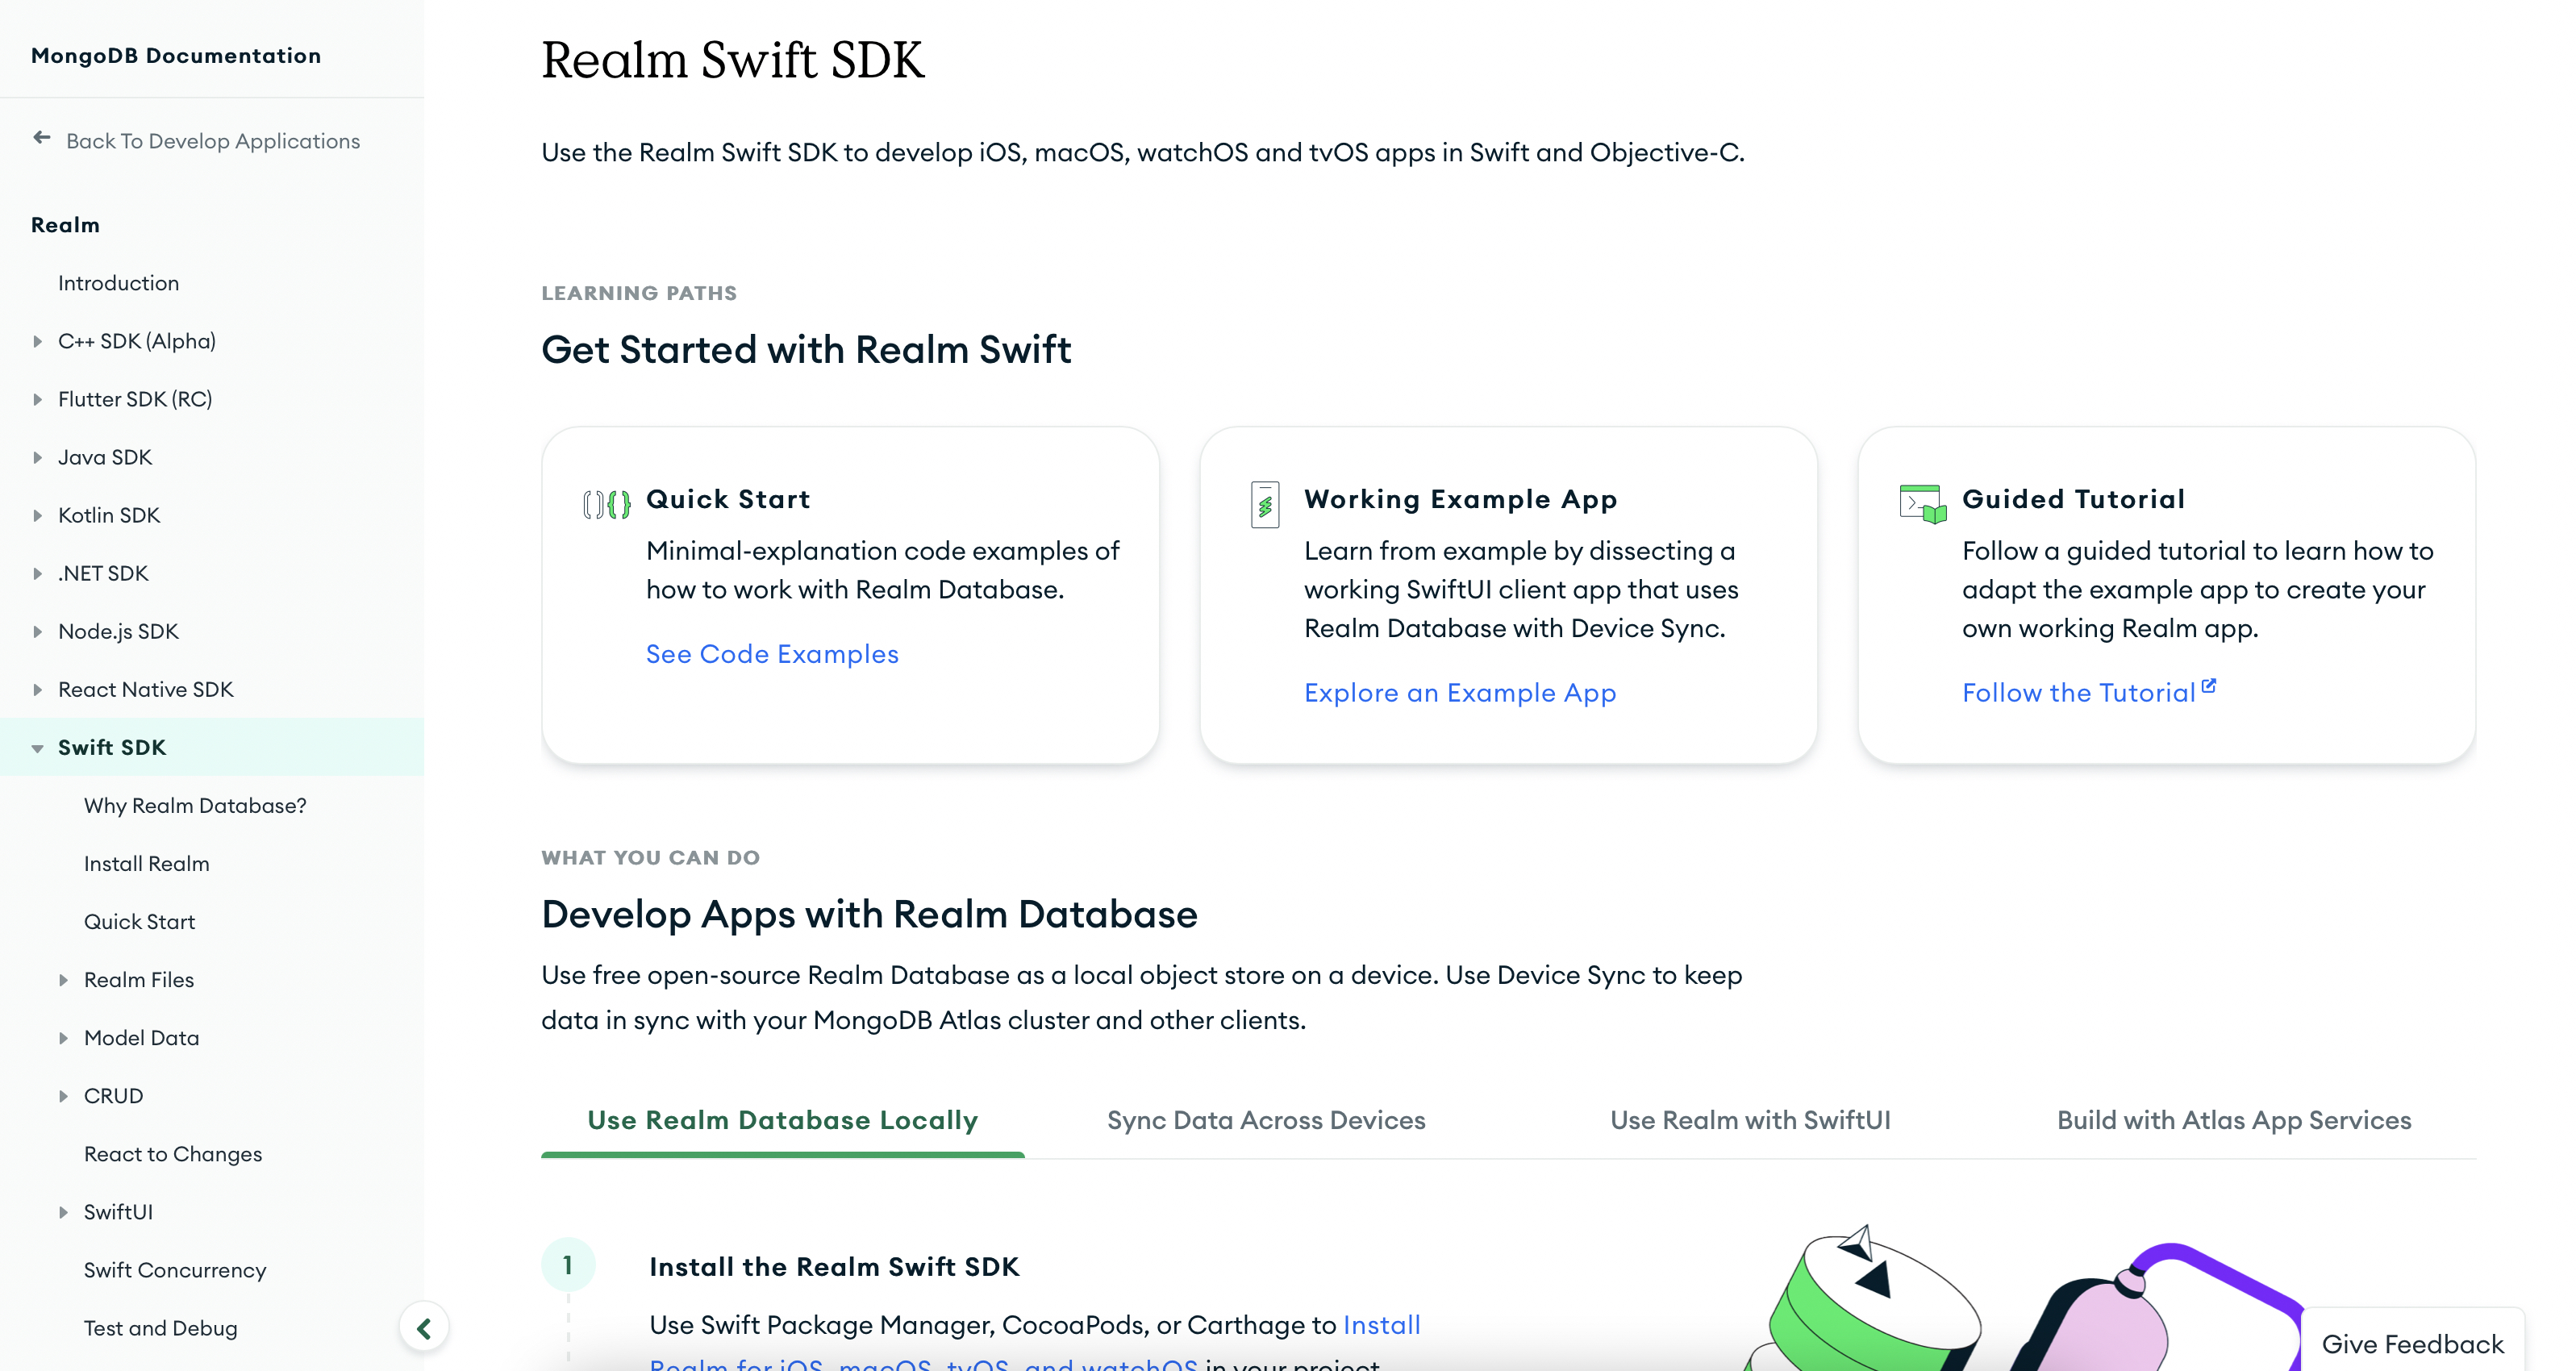 MongoDB Documentation
Back To Develop Applications
Realm
Introduction
C++ SDK (Alpha)
Flutter SDK (RC)
Java SDK
Kotlin SDK
.NET SDK
Node.js SDK
React Native SDK
Swift SDK
Why Realm Database?
Install Realm
Quick Start
Realm Files
Model Data
CRUD
React to Changes
SwiftUI
Swift Concurrency
Test and Debug
Realm Swift SDK
Use the Realm Swift SDK to develop iOS, macOS, watchOS and tvOS apps in Swift and Objective-C.
LEARNING PATHS
Get Started with Realm Swift
Quick Start
Minimal-explanation code examples of
how to work with Realm Database.
See Code Examples
Working Example App
Learn from example by dissecting a
working SwiftUI client app that uses
Realm Database with Device Sync.
Explore an Example App
Guided Tutorial
Follow a guided tutorial to learn how to
adapt the example app to create your
own working Realm app.
Follow the Tutorial
WHAT YOU CAN DO
Develop Apps with Realm Database
Use free open-source Realm Database as a local object store on a device. Use Device Sync to keep
data in sync with your MongoDB Atlas cluster and other clients.
Use Realm Database Locally
Sync Data Across Devices
Use Realm with SwiftUI
Build with Atlas App Services
1
Install the Realm Swift SDK
Use Swift Package Manager, CocoaPods, or Carthage to Install
Realm for iOS, macOS, tvOS, and watchOS in your project.
Give Feedback